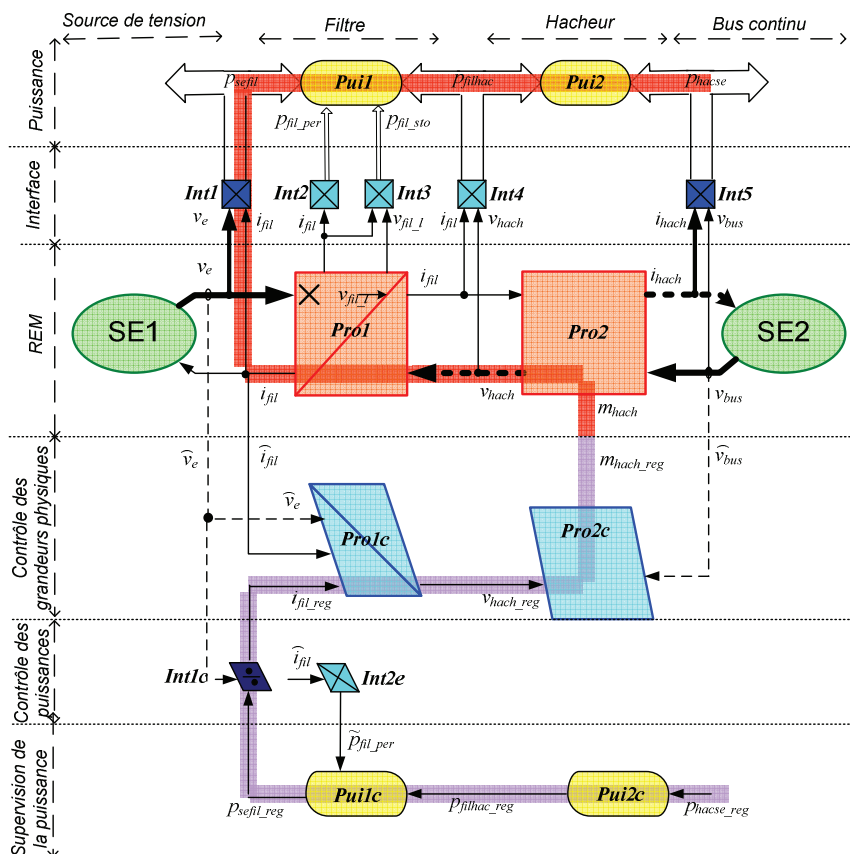 Source de tension
Filtre
Hacheur
Bus continu
Puissance
p_sefil
Pui1
p_filhac
Pui2
p_hacse
p_fil_per
p_fil_sto
Interface
Int1
Int2
Int3
Int4
Int5
v_e
i_fil
i_fil
v_fil_l
i_fil
v_hach
i_hach
v_bus
REM
v_e
i_fil
i_hach
SE1
v_fil_l
Pro1
Pro2
SE2
i_fil
v_hach
v_bus
m_hach
Contrôle des grandeurs physiques
v̂_e
î_fil
m_hach_reg
v̂_bus
v̂_e
Pro1c
Pro2c
i_fil_reg
v_hach_reg
Contrôle des puissances
Int1c
÷
î_fil
Int2e
p̃_fil_per
Supervision de la puissance
Pui1c
Pui2c
p_sefil_reg
p_filhac_reg
p_hacse_reg